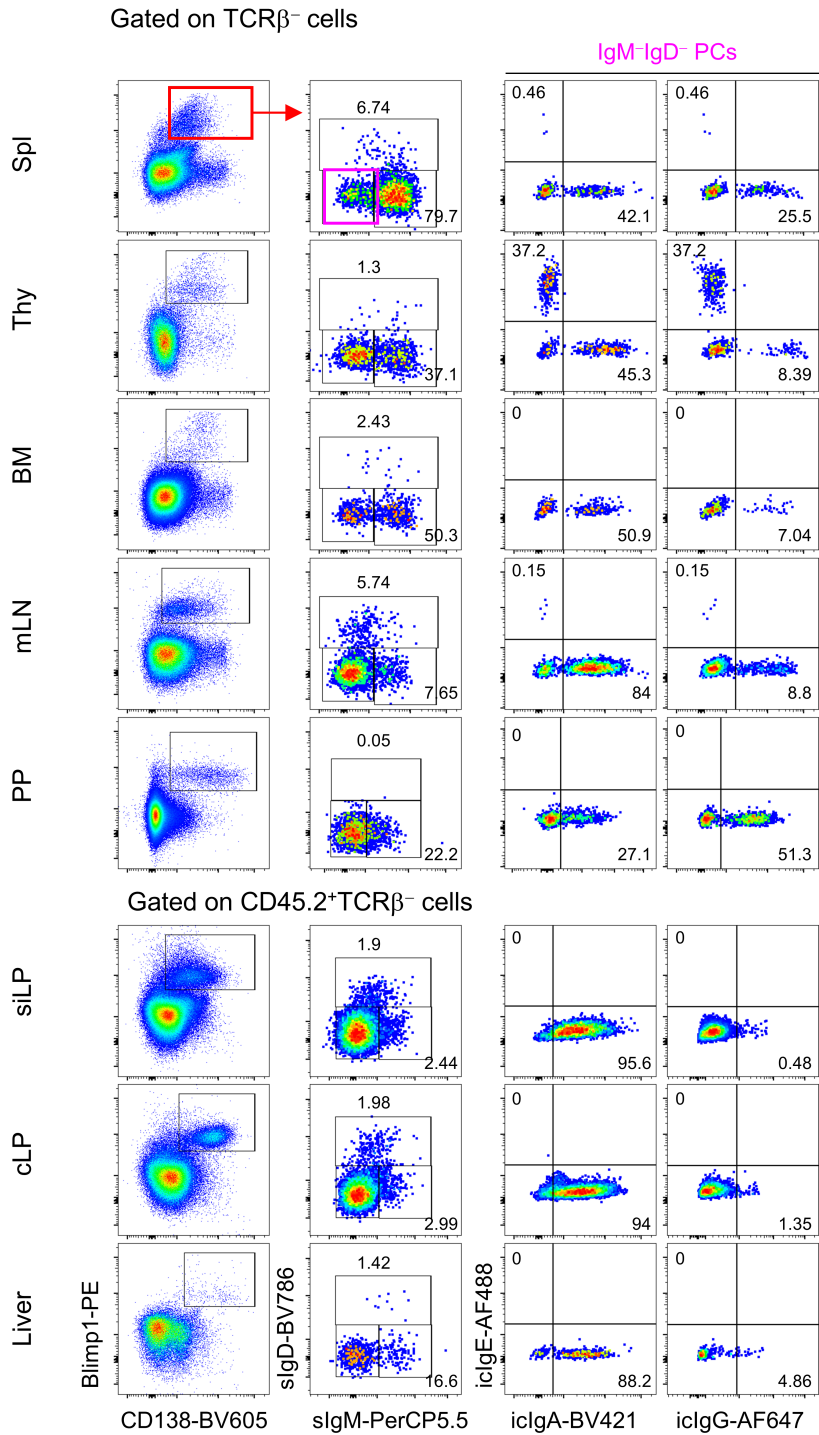 Gated on TCRβ⁻ cells
IgM⁻IgD⁻ PCs
Spl
6.74
79.7
0.46
42.1
0.46
25.5
Thy
1.3
37.1
37.2
45.3
37.2
8.39
BM
2.43
50.3
0
50.9
0
7.04
mLN
5.74
7.65
0.15
84
0.15
8.8
PP
0.05
22.2
0
27.1
0
51.3
Gated on CD45.2⁺TCRβ⁻ cells
siLP
1.9
2.44
0
95.6
0
0.48
cLP
1.98
2.99
0
94
0
1.35
Liver
1.42
16.6
0
88.2
0
4.86
Blimp1-PE
sIgD-BV786
icIgE-AF488
CD138-BV605
sIgM-PerCP5.5
icIgA-BV421
icIgG-AF647